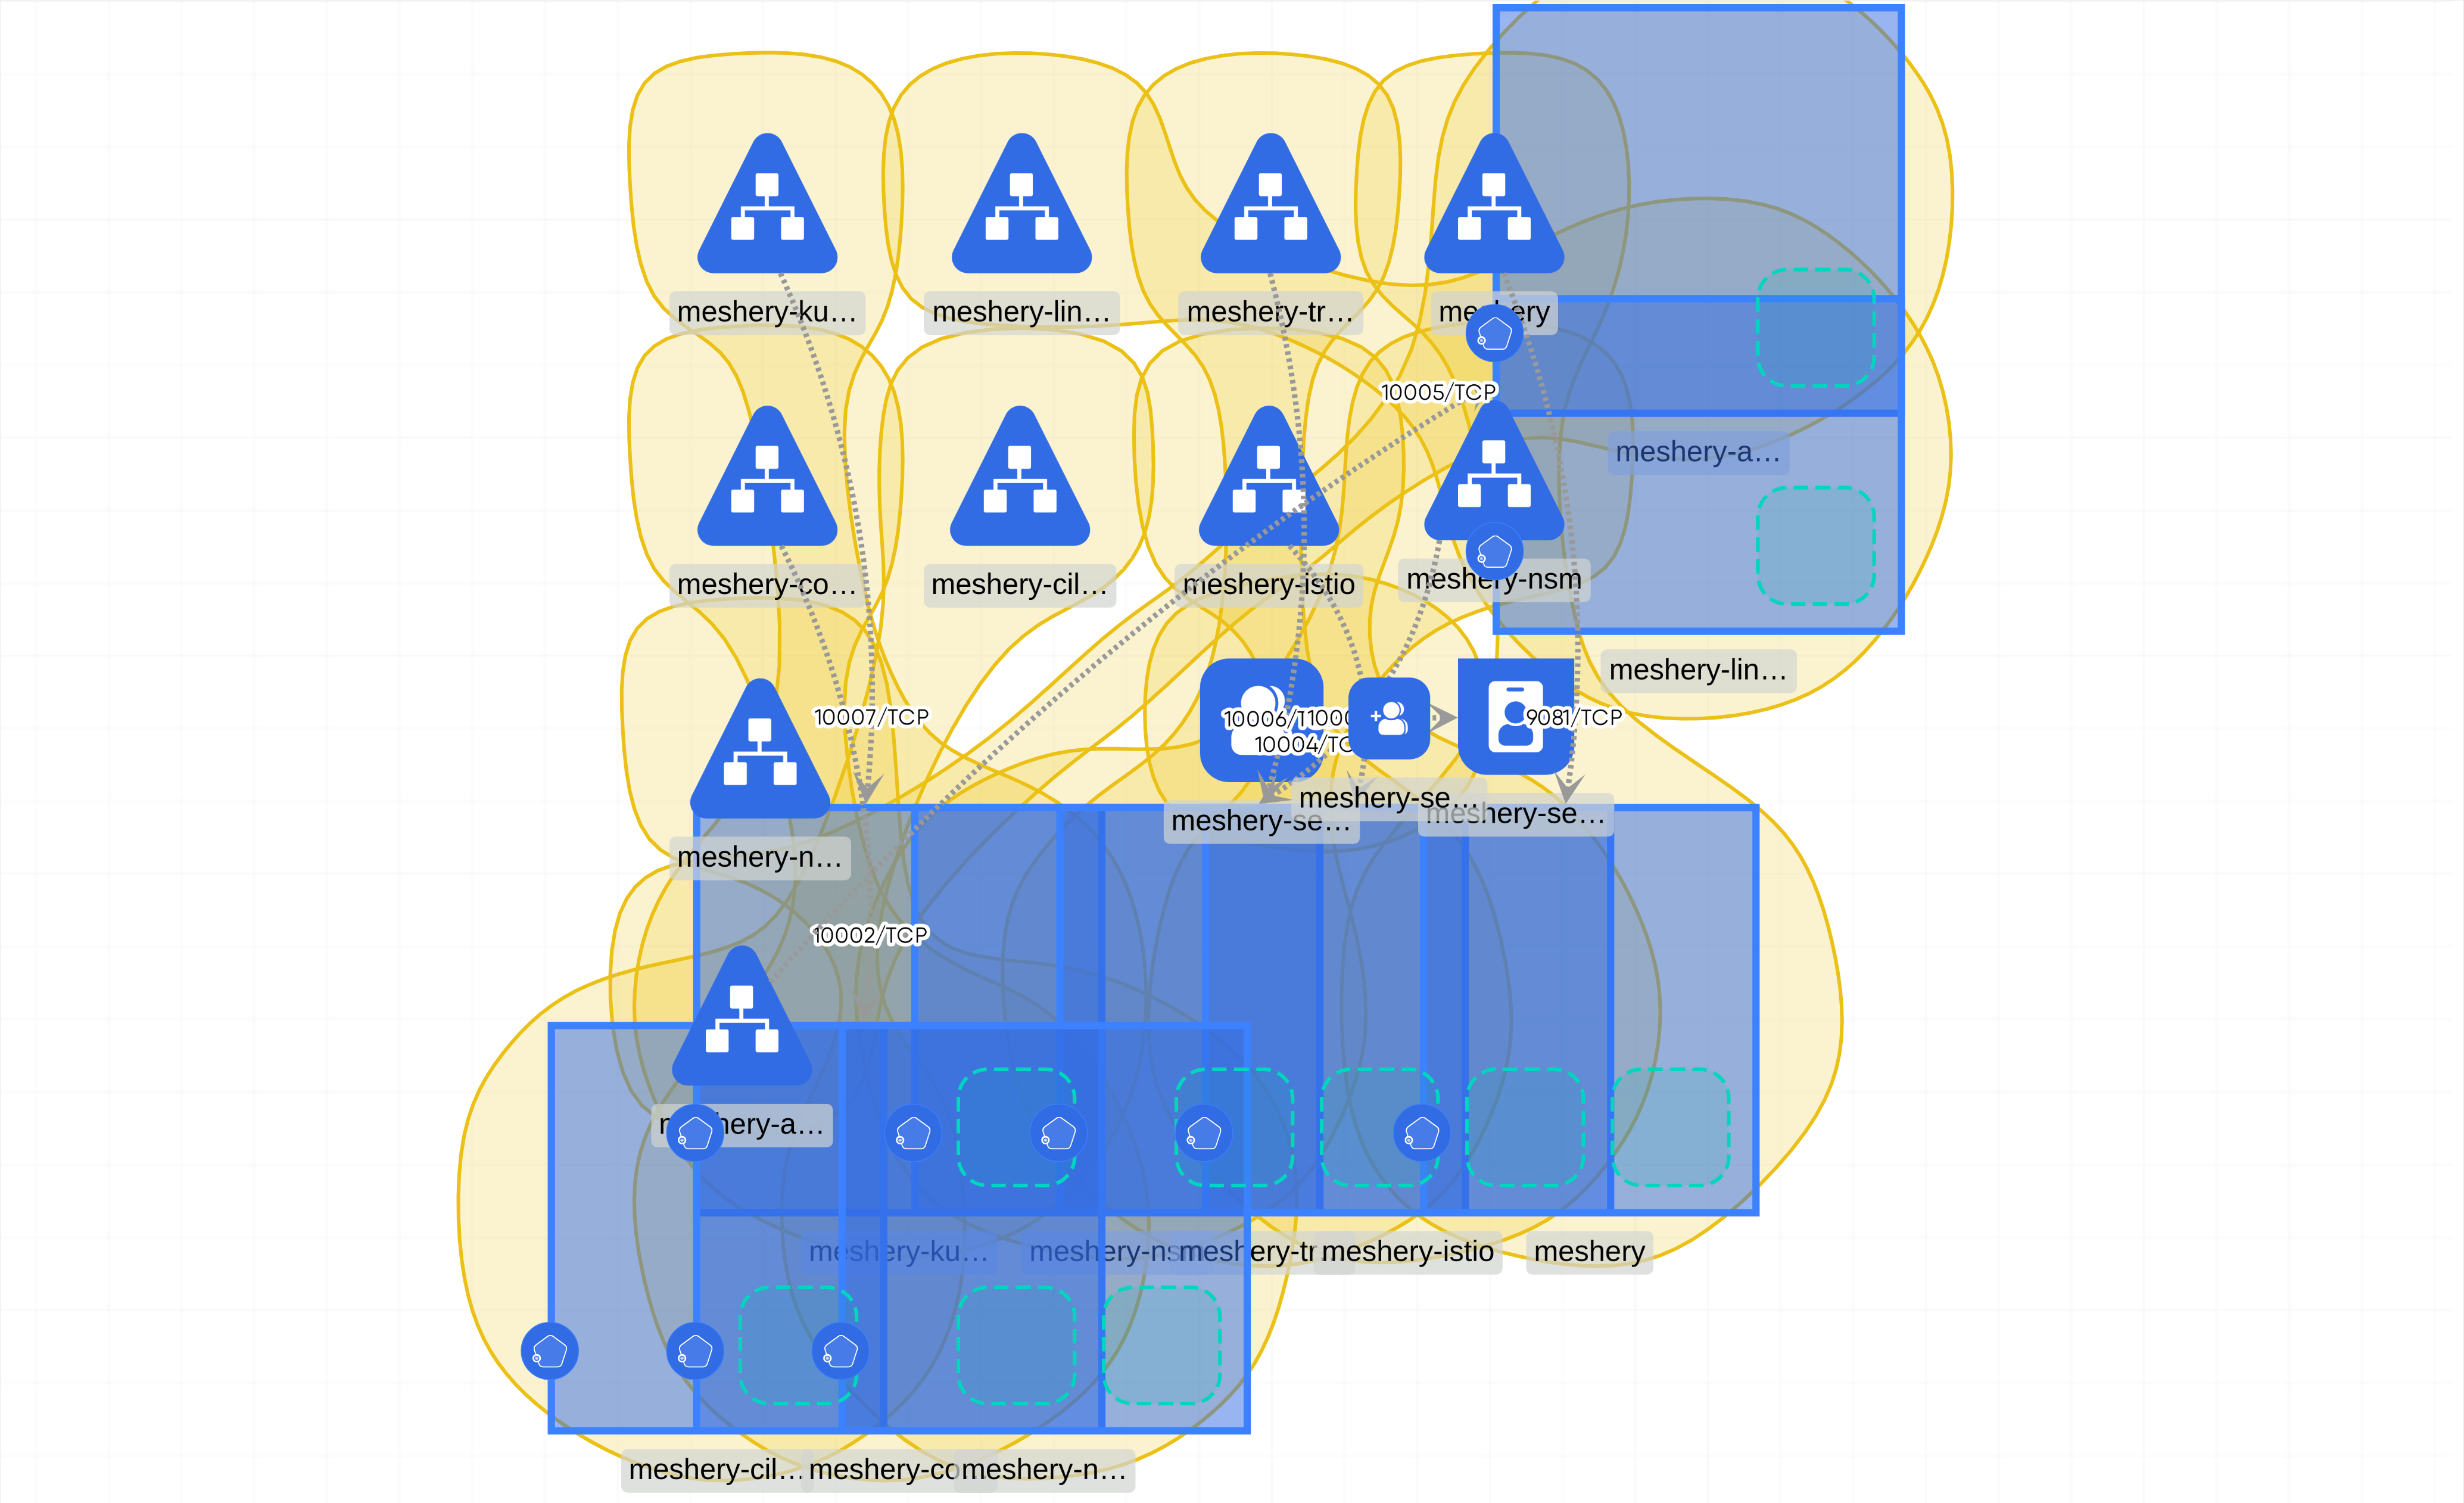 meshery-ku…
meshery-lin…
meshery-tr…
meshery
10005/TCP
meshery-a…
meshery-co…
meshery-cil…
meshery-istio
meshery-nsm
meshery-lin…
10007/TCP
10006/T
1000
9081/TCP
10004/TC
meshery-se…
meshery-se…
meshery-se…
meshery-n…
10002/TCP
meshery-a…
meshery-ku…
meshery-nsm
meshery-tr
meshery-istio
meshery
meshery-cil…
meshery-co
meshery-n…